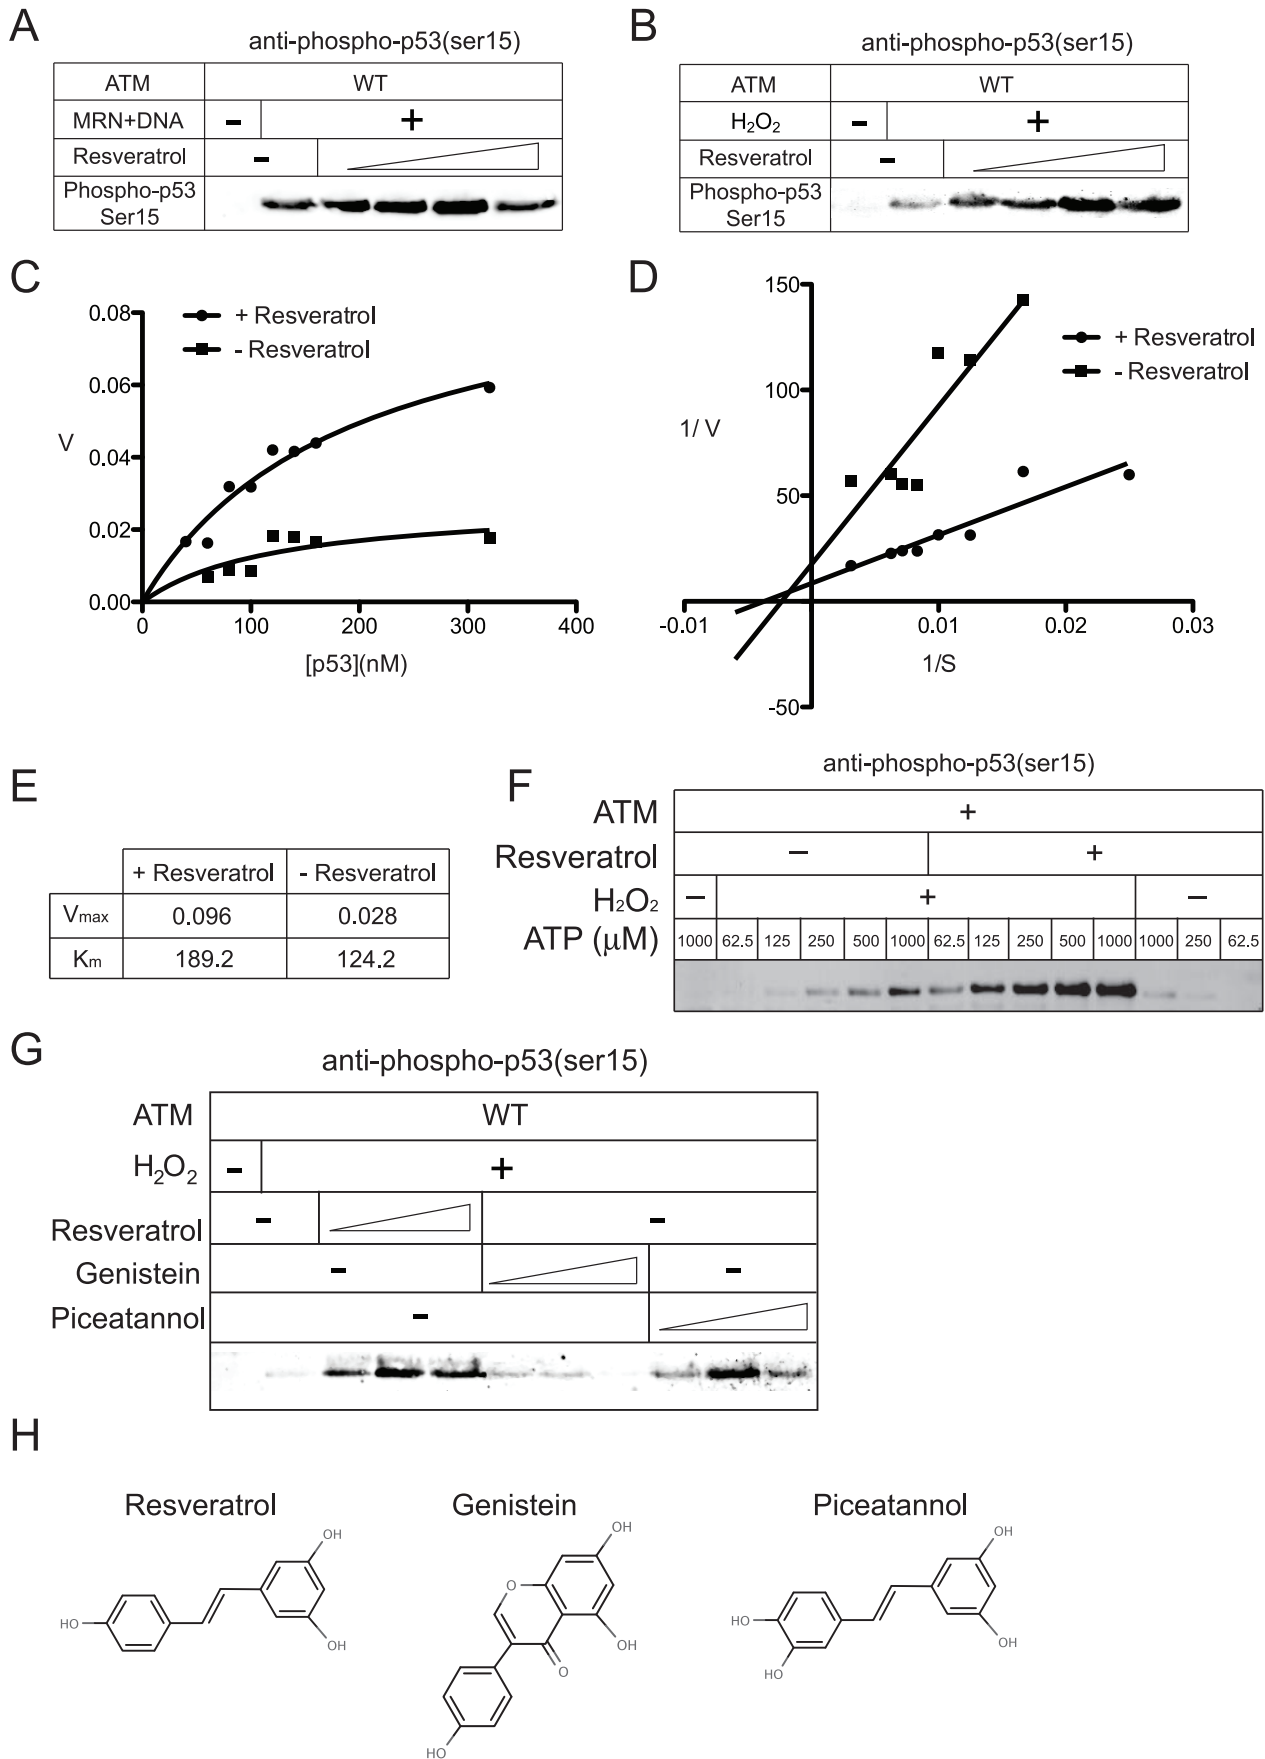 A
anti-phospho-p53(ser15)
ATM WT
MRN+DNA - +
Resveratrol -
Phospho-p53
Ser15
B
anti-phospho-p53(ser15)
ATM WT
H₂O₂ - +
Resveratrol -
Phospho-p53
Ser15
C
+ Resveratrol
- Resveratrol
V
0.08
0.06
0.04
0.02
0.00
0 100 200 300 400
[p53](nM)
D
+ Resveratrol
- Resveratrol
1/ V
150
100
50
-50
-0.01 0.01 0.02 0.03
1/S
E
+ Resveratrol - Resveratrol
Vmax 0.096 0.028
Km 189.2 124.2
F
anti-phospho-p53(ser15)
ATM +
Resveratrol − +
H₂O₂ − + −
ATP (µM) 1000 62.5 125 250 500 1000 62.5 125 250 500 1000 1000 250 62.5
G
anti-phospho-p53(ser15)
ATM WT
H₂O₂ - +
Resveratrol - -
Genistein - -
Piceatannol -
H
Resveratrol
HO
OH
OH
Genistein
OH
O
OH
O
HO
Piceatannol
OH
HO
OH
HO